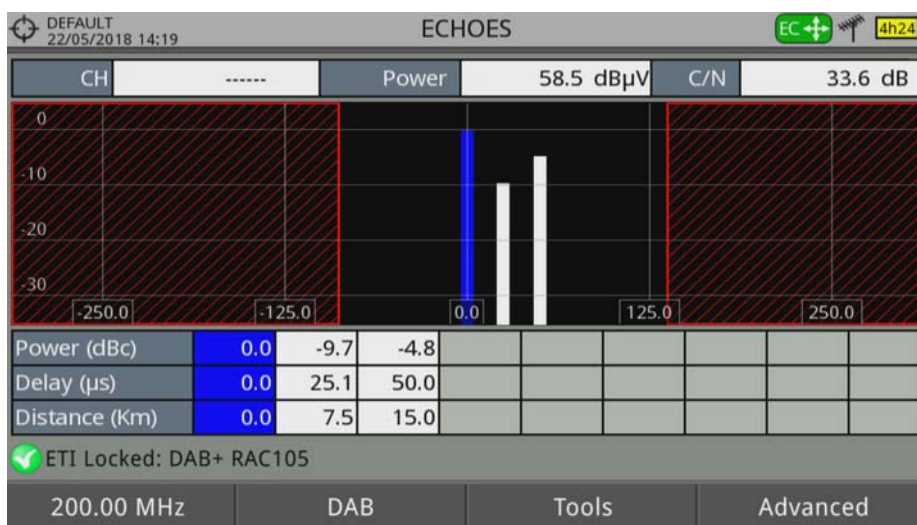 DEFAULT
22/05/2018 14:19
ECHOES
EC
4h24
CH ------ Power 58.5 dBµV C/N 33.6 dB
0
-10
-20
-30
-250.0 -125.0 0.0 125.0 250.0
Power (dBc) 0.0 -9.7 -4.8
Delay (µs) 0.0 25.1 50.0
Distance (Km) 0.0 7.5 15.0
ETI Locked: DAB+ RAC105
200.00 MHz DAB Tools Advanced